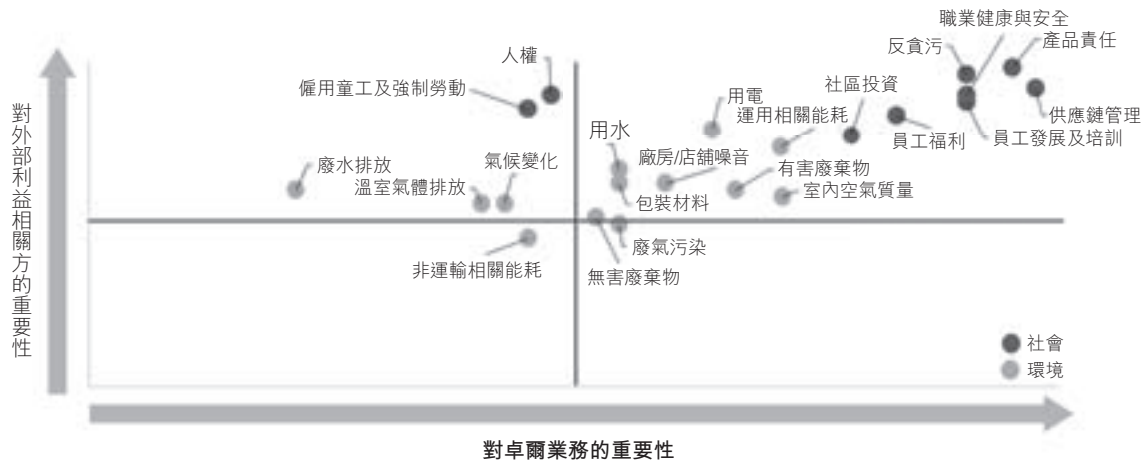 職業健康與安全
反貪污
產品責任
人權
僱用童工及強制勞動
社區投資
用電
運用相關能耗
供應鏈管理
員工福利
員工發展及培訓
用水
廠房/店舖噪音
有害廢棄物
氣候變化
廢水排放
溫室氣體排放
室內空氣質量
包裝材料
廢氣污染
非運輸相關能耗
無害廢棄物
對外部利益相關方的重要性
社會
環境
對卓爾業務的重要性